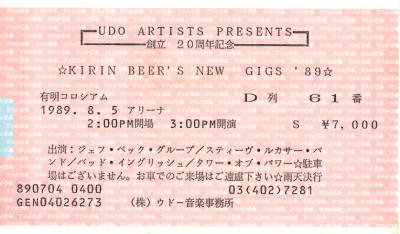 UDO ARTISTS PRESENTS
創立 20周年記念
☆KIRIN BEER'S NEW GIGS '89☆
有明コロシアム D 列 61番
1989. 8. 5 アリーナ
2:00PM開場 3:00PM開演 S ¥7,000
出演：ジェフ・ベック・グループ／スティーヴ・ルカサー・バ
ンド／バッド・イングリッシュ／タワー・オブ・パワー☆駐車
場はございません。お車でのご来場はご遠慮下さい☆雨天決行
890704 0400 03(402)7281
GEN04026273 (株) ウドー音楽事務所